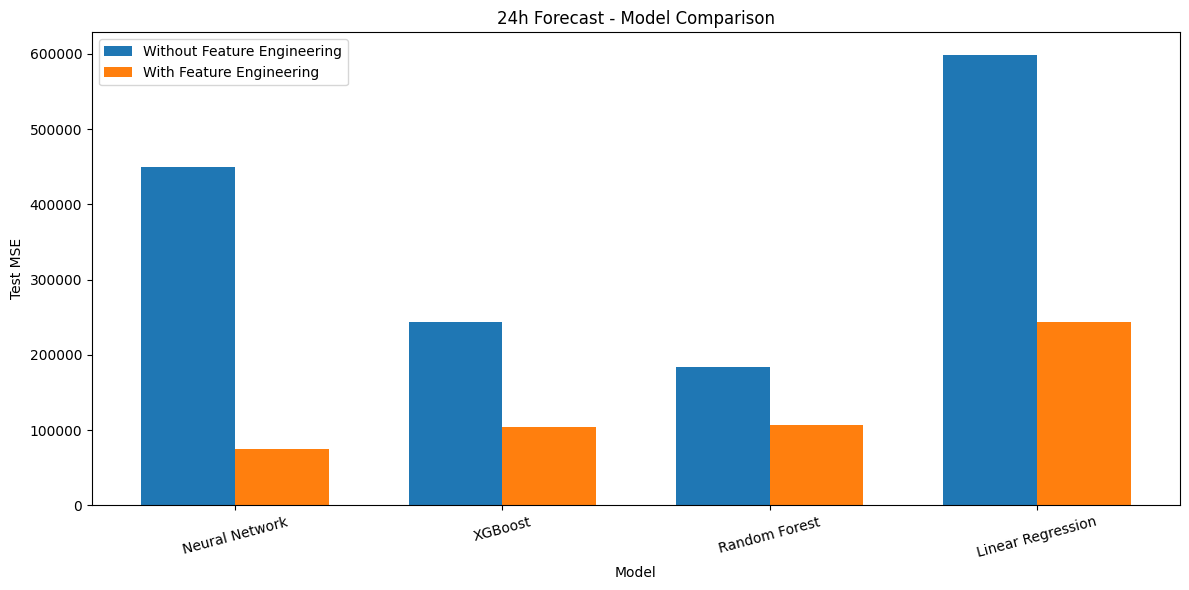 24h Forecast - Model Comparison
Without Feature Engineering
With Feature Engineering
600000
500000
400000
300000
200000
100000
0
Test MSE
Neural Network
XGBoost
Random Forest
Linear Regression
Model